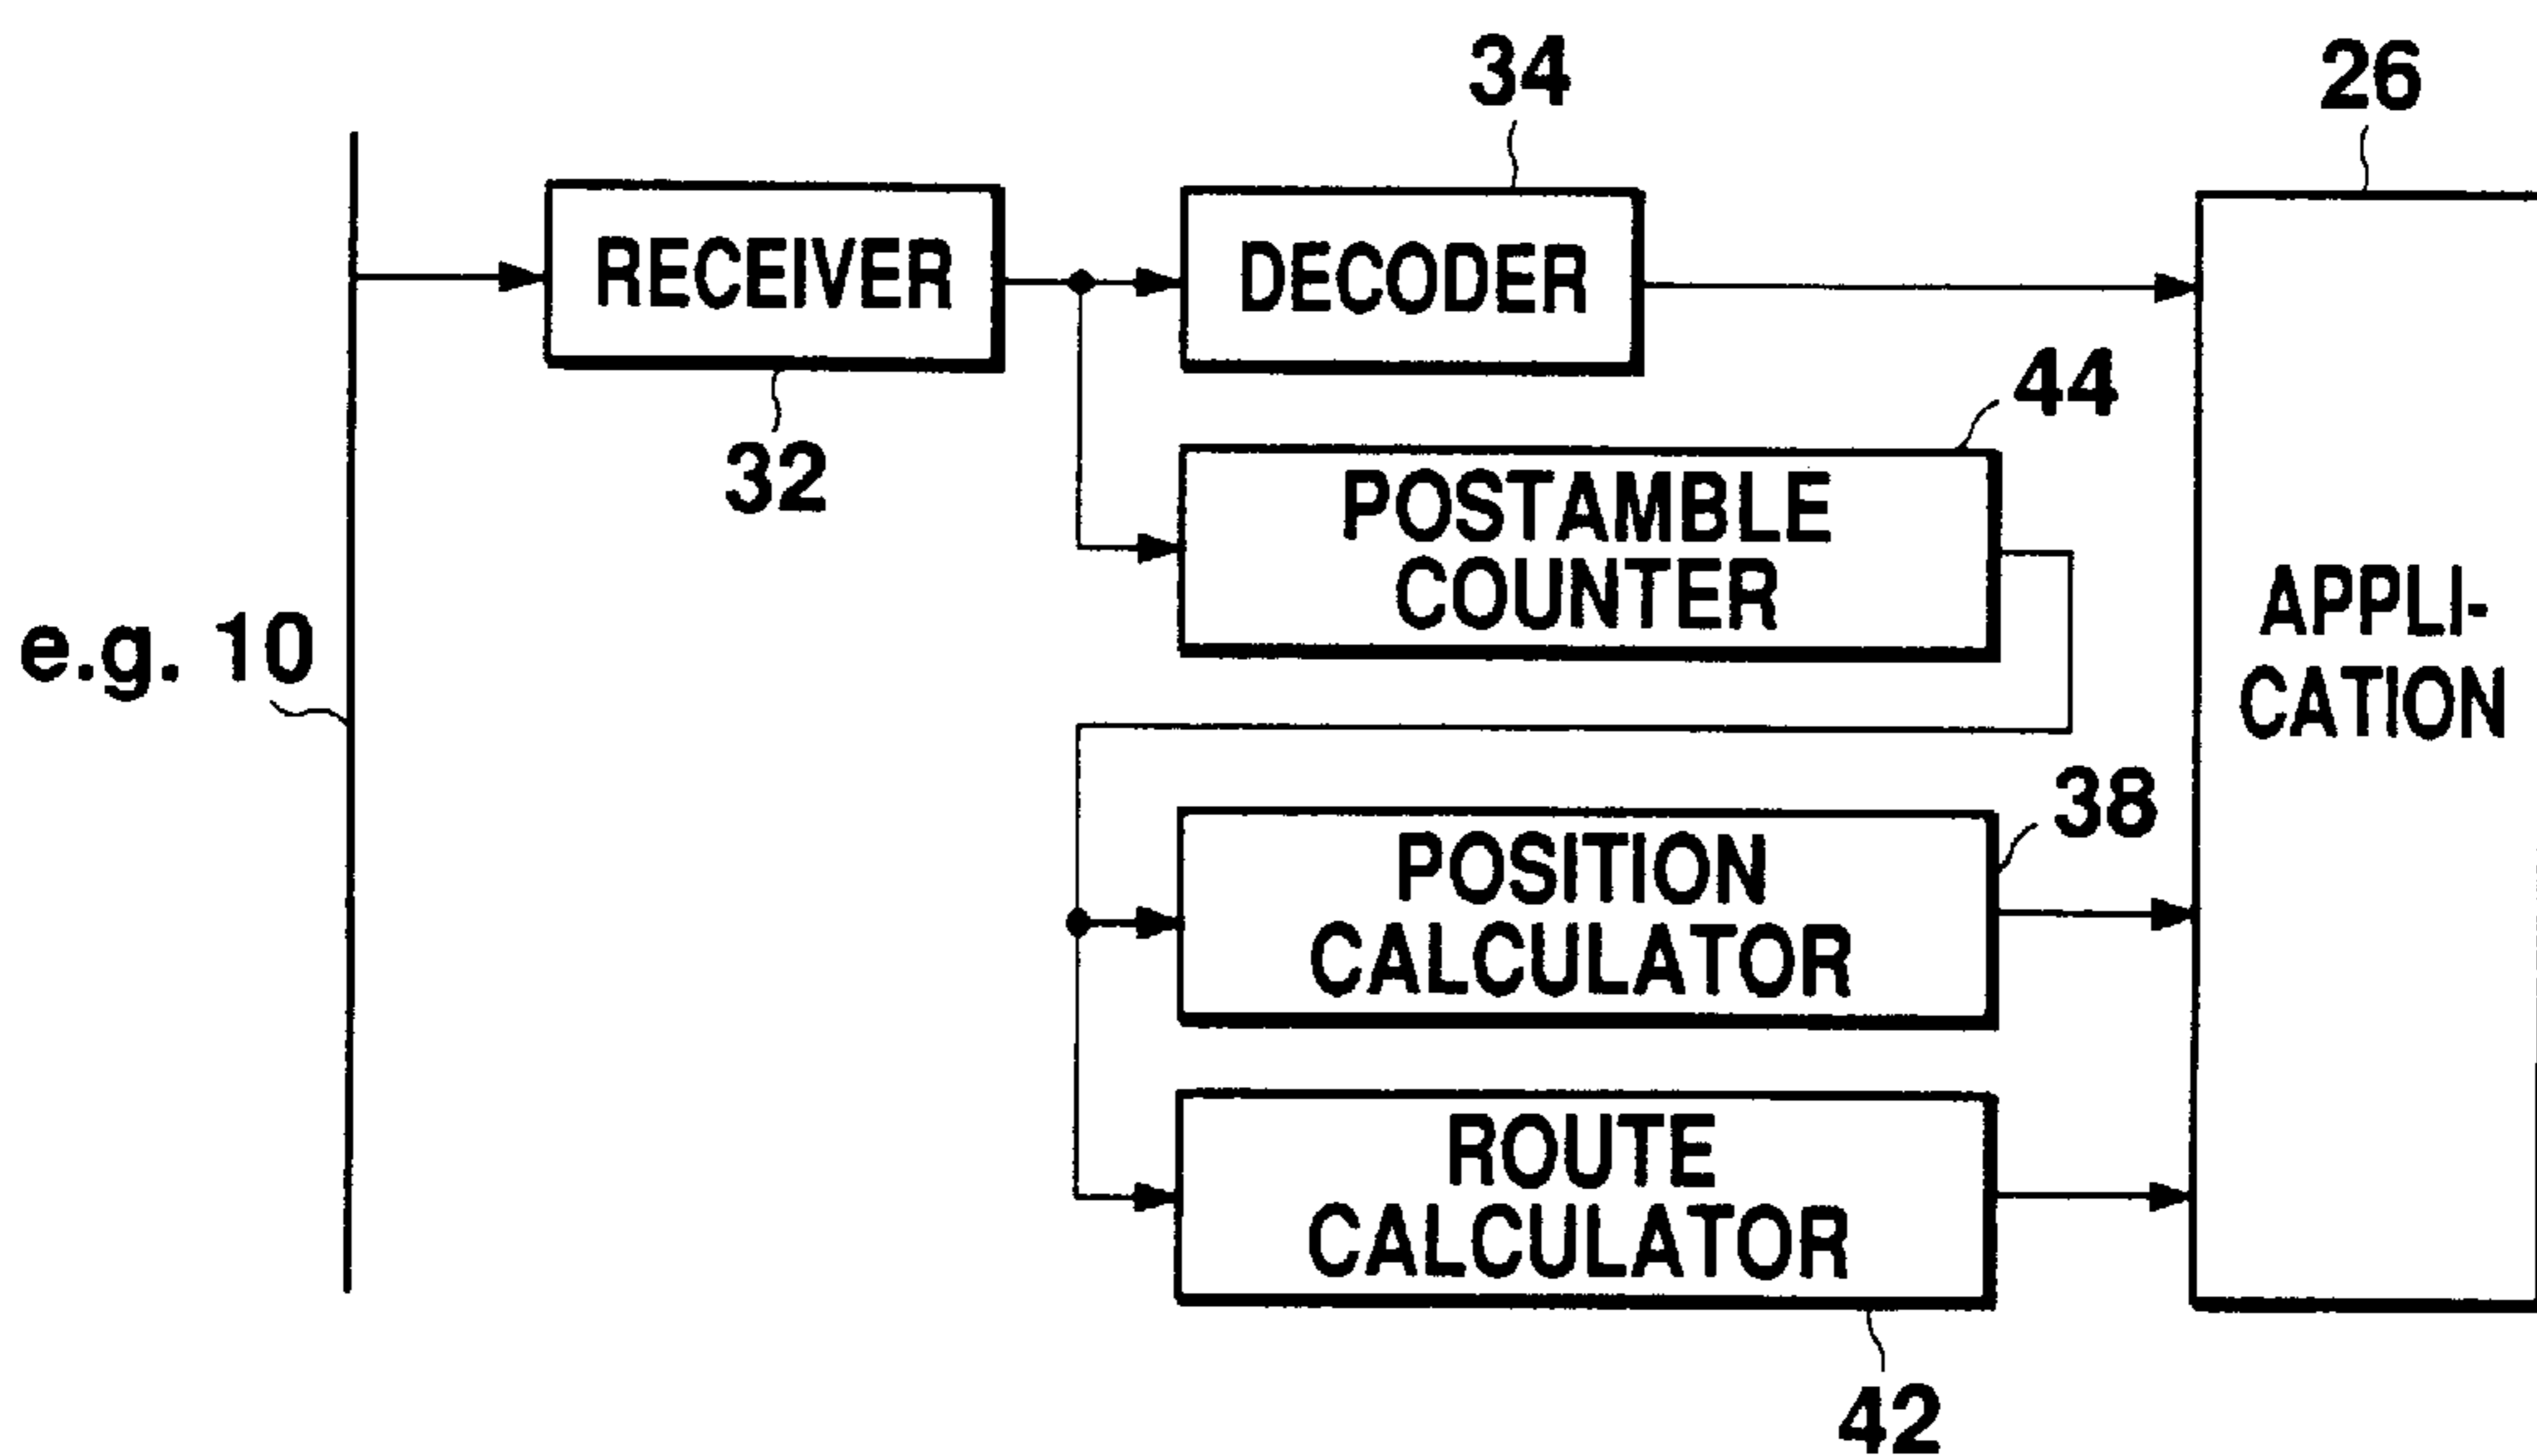 34
26
RECEIVER
DECODER
32
44
POSTAMBLE
COUNTER
e.g. 10
APPLI-
CATION
38
POSITION
CALCULATOR
ROUTE
CALCULATOR
42